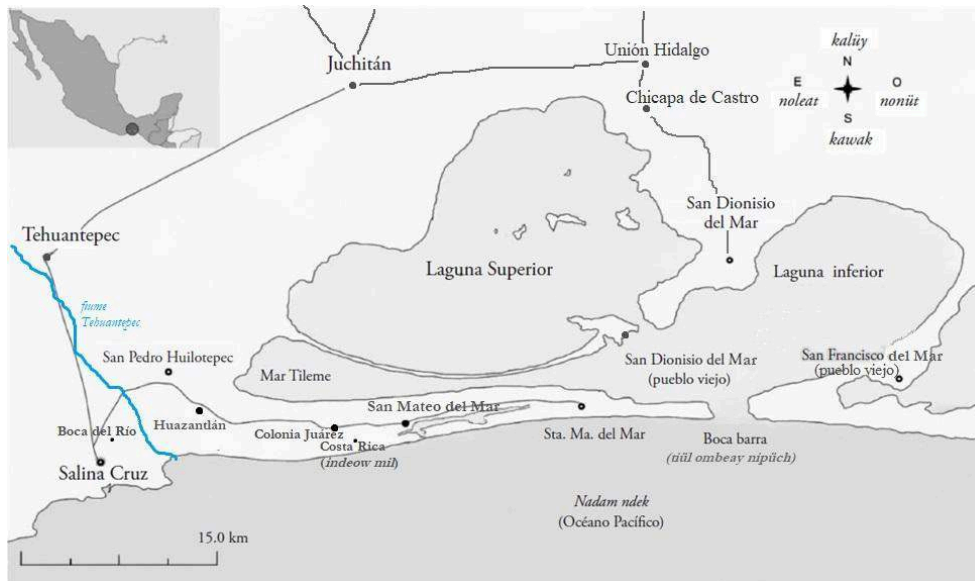 Juchitán
Unión Hidalgo
Chicapa de Castro
kalüy
N
E
O
noleat
nonüt
S
kawak
San Dionisio
del Mar
Tehuantepec
Laguna Superior
Laguna inferior
fiume
Tehuantepec
San Pedro Huilotepec
Mar Tileme
San Dionisio del Mar
(pueblo viejo)
San Francisco del Mar
(pueblo viejo)
San Mateo del Mar
Huazantlán
Boca del Río
Colonia Juárez
Costa Rica
(indeow mil)
Sta. Ma. del Mar
Boca barra
(tiül ombeay nipüch)
Salina Cruz
Nadam ndek
(Océano Pacífico)
15.0 km